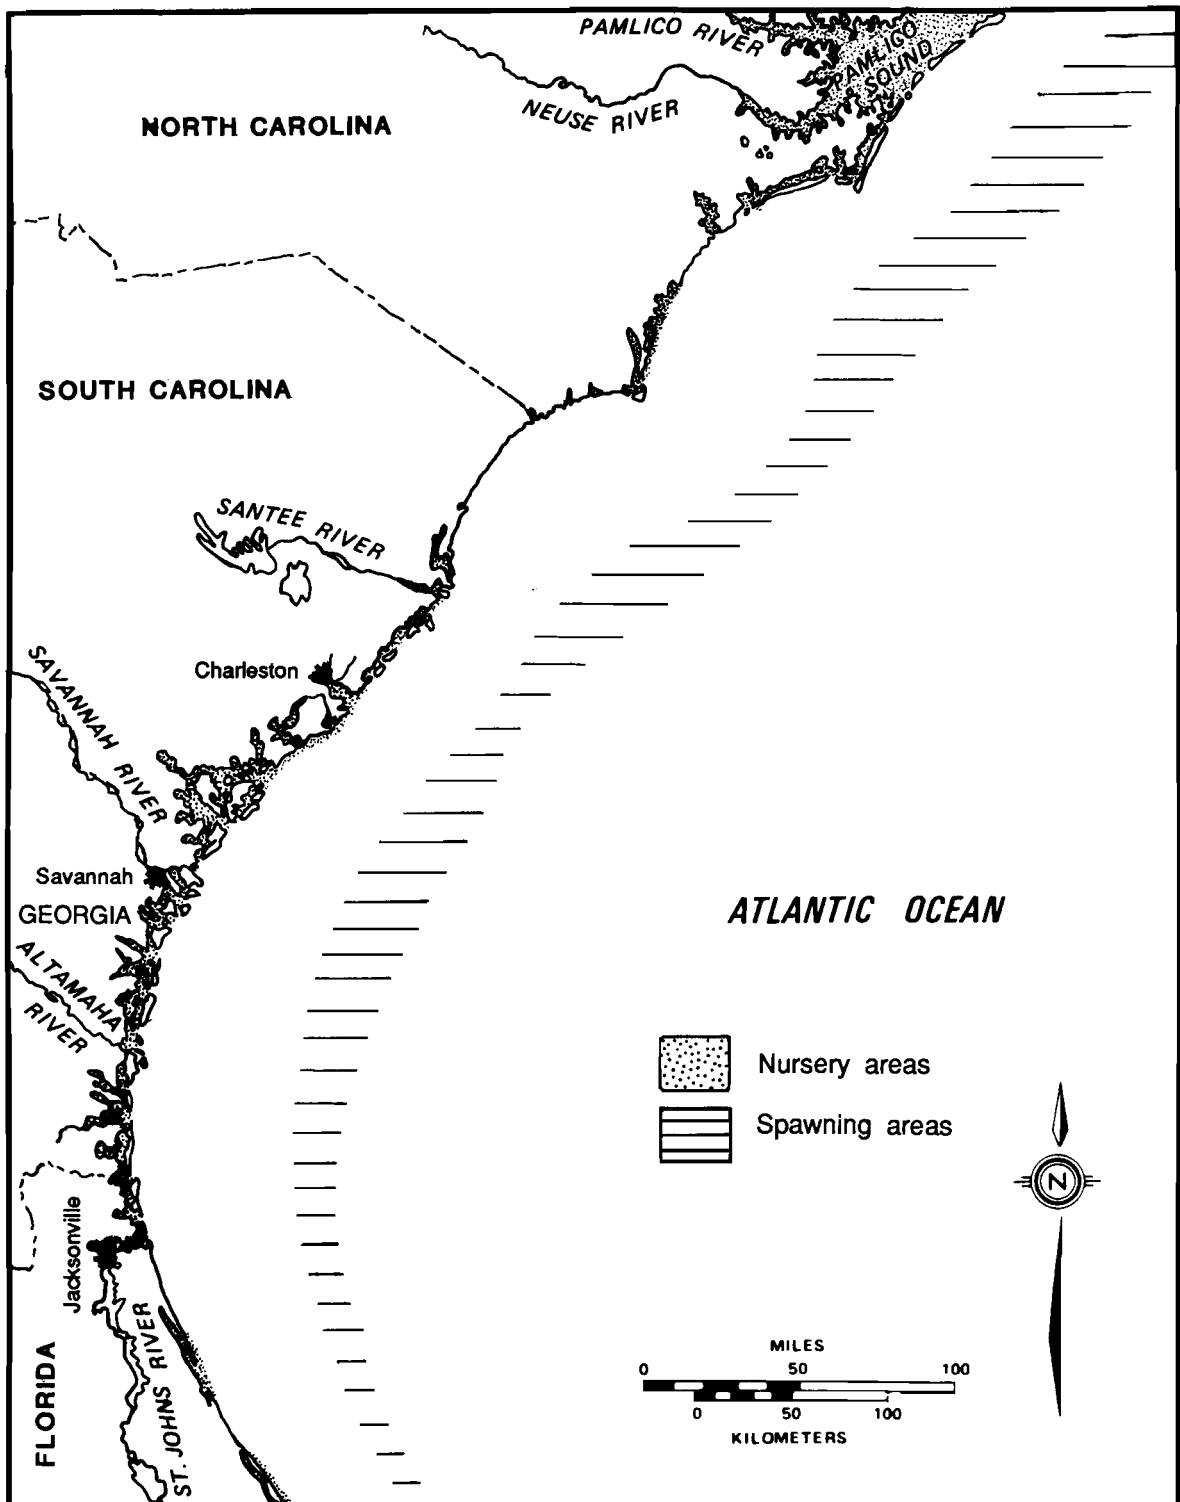 PAMLICO RIVER
PAMLICO
SOUND
NEUSE RIVER
NORTH CAROLINA
SOUTH CAROLINA
SANTEE RIVER
Charleston
SAVANNAH RIVER
Savannah
GEORGIA
ATLANTIC OCEAN
ALTAMAHA
RIVER
Nursery areas
Spawning areas
N
Jacksonville
ST. JOHNS RIVER
FLORIDA
MILES
0 50 100
0 50 100
KILOMETERS